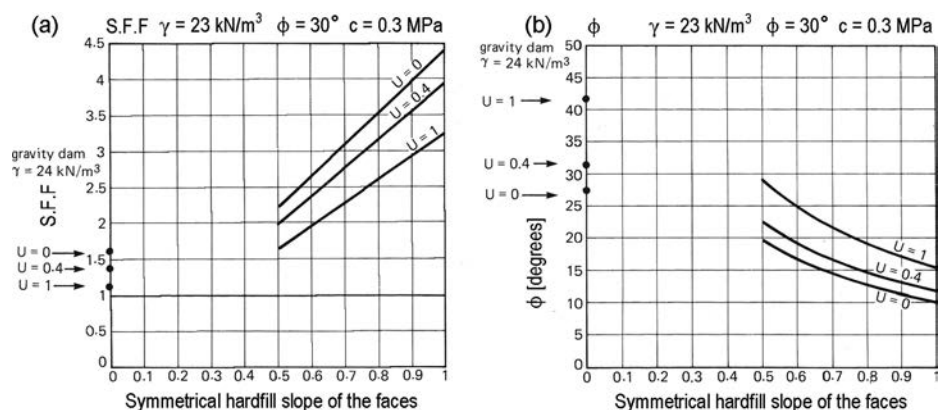 (a) S.F.F γ = 23 kN/m³ ϕ = 30° c = 0.3 MPa
4.5
4
3.5
3
2.5
2
1.5
1
0.5
0
gravity dam
γ = 24 kN/m³
S.F.F
U = 0
U = 0.4
U = 1
U = 0
U = 0.4
U = 1
0 0.1 0.2 0.3 0.4 0.5 0.6 0.7 0.8 0.9 1
Symmetrical hardfill slope of the faces
(b) ϕ γ = 23 kN/m³ ϕ = 30° c = 0.3 MPa
gravity dam
γ = 24 kN/m³
50
45
40
35
30
25
20
15
10
5
0
U = 1
U = 0.4
U = 0
ϕ [degrees]
U = 1
U = 0.4
U = 0
0 0.1 0.2 0.3 0.4 0.5 0.6 0.7 0.8 0.9 1
Symmetrical hardfill slope of the faces